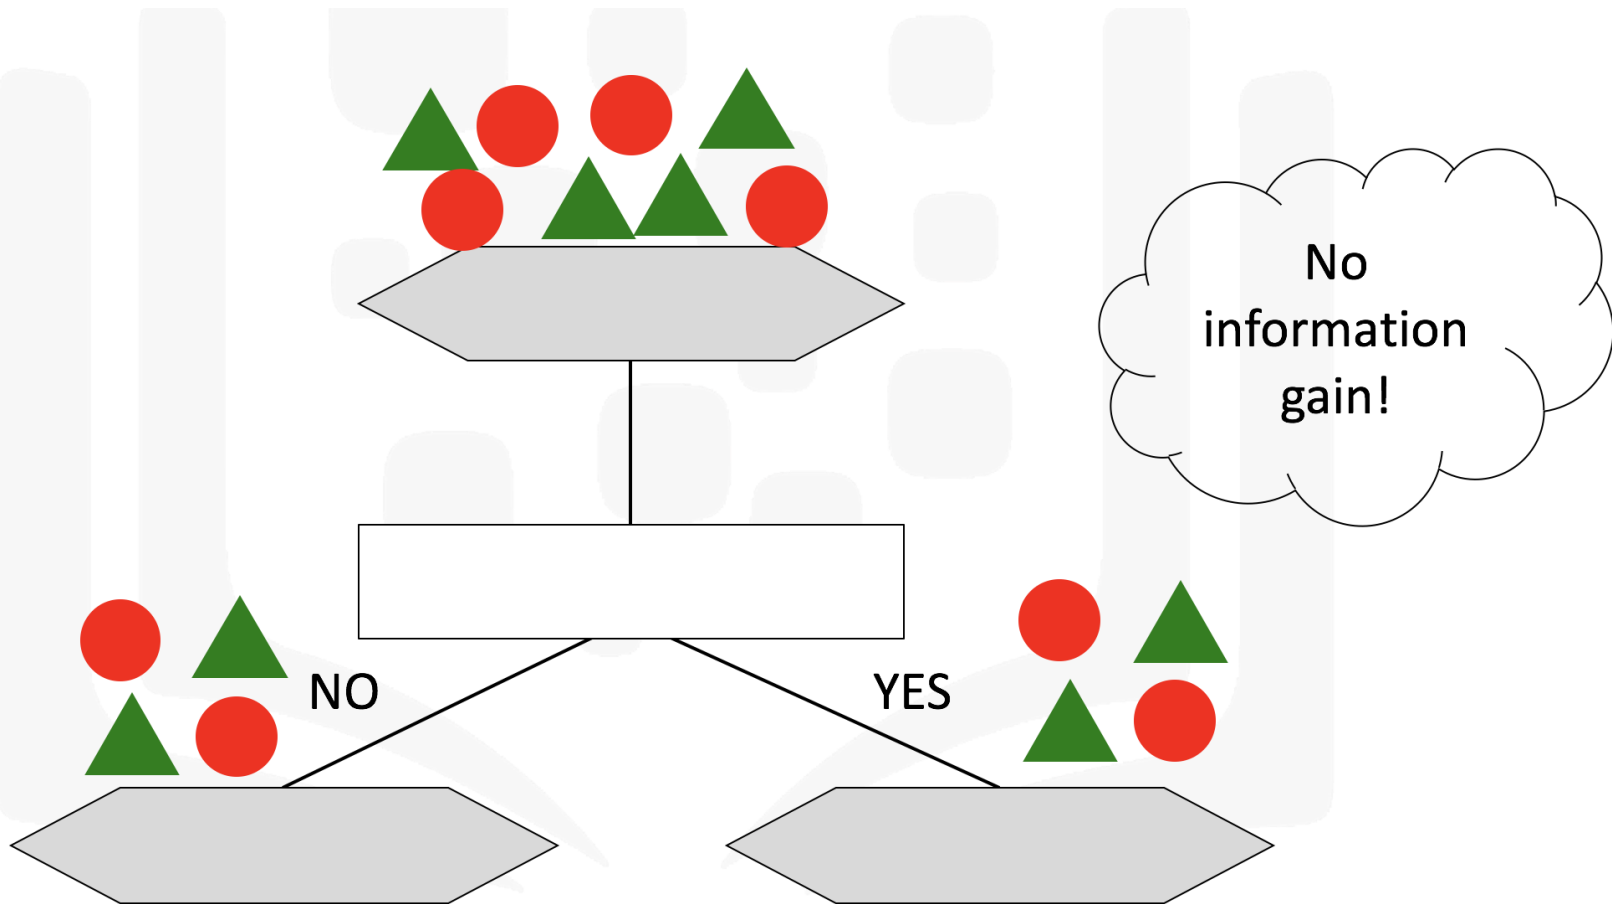 No
information
gain!
NO
YES